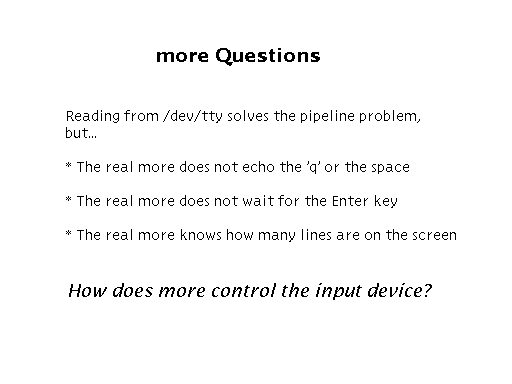 more Questions
Reading from /dev/tty solves the pipeline problem,
but...
* The real more does not echo the 'q' or the space
* The real more does not wait for the Enter key
* The real more knows how many lines are on the screen
How does more control the input device?